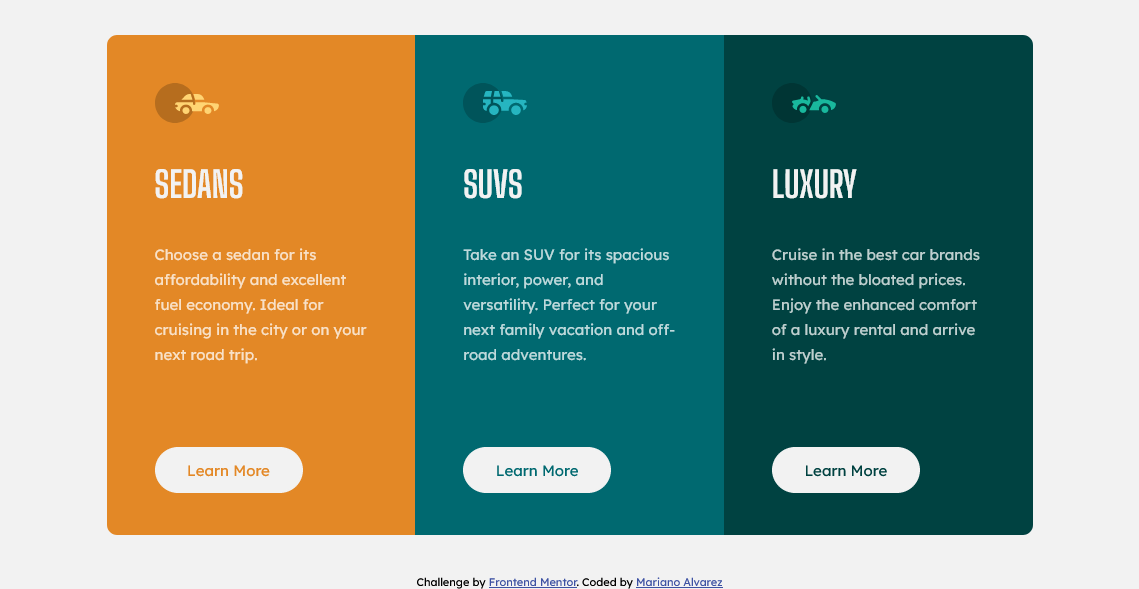 SEDANS
Choose a sedan for its
affordability and excellent
fuel economy. Ideal for
cruising in the city or on your
next road trip.
Learn More
SUVS
Take an SUV for its spacious
interior, power, and
versatility. Perfect for your
next family vacation and off-
road adventures.
Learn More
LUXURY
Cruise in the best car brands
without the bloated prices.
Enjoy the enhanced comfort
of a luxury rental and arrive
in style.
Learn More
Challenge by Frontend Mentor. Coded by Mariano Alvarez